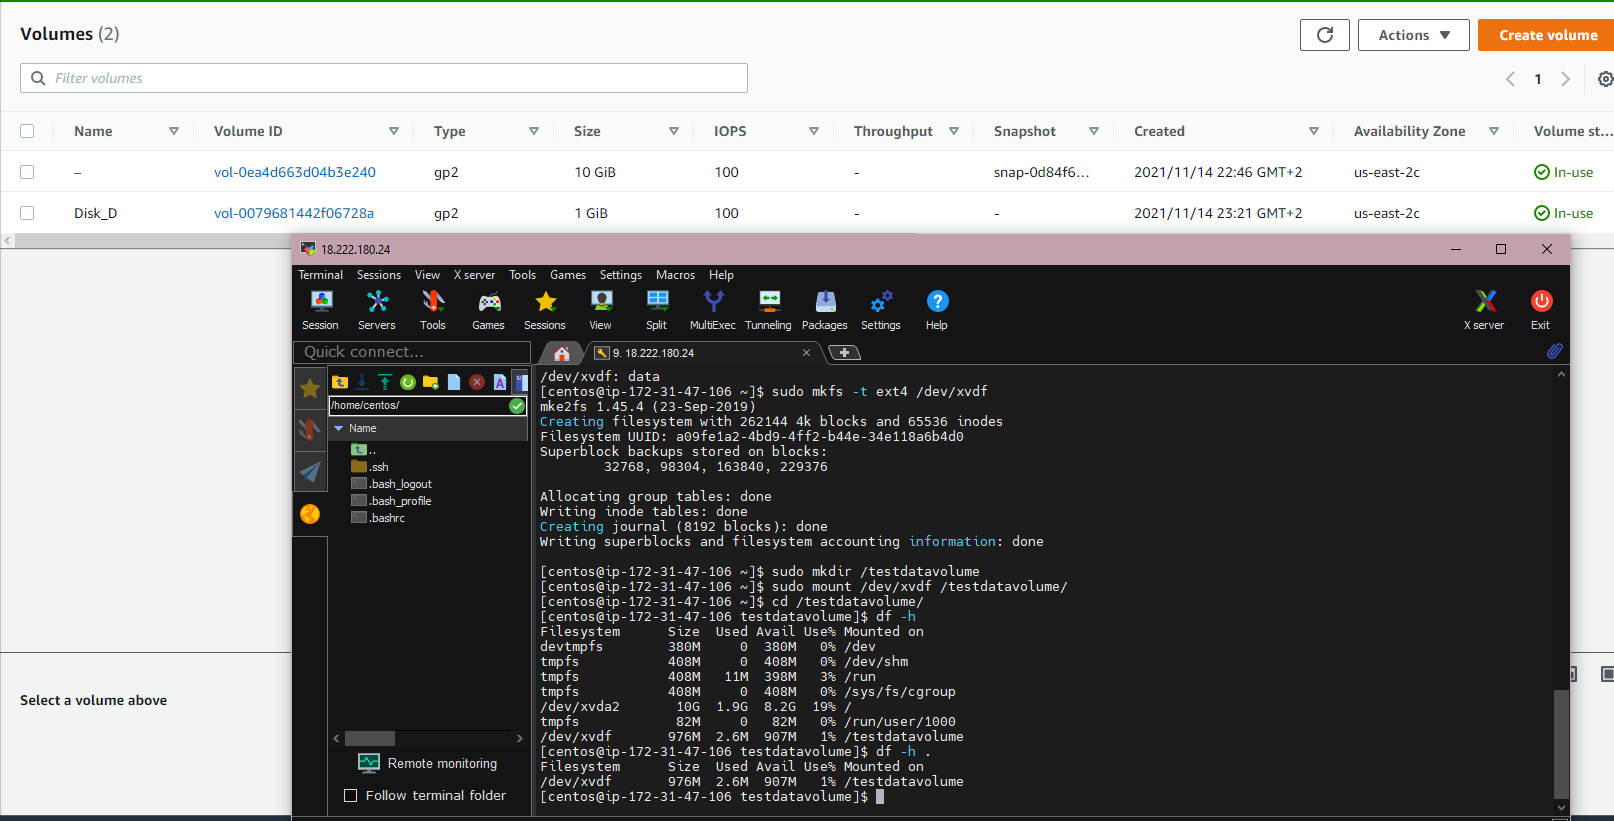 Volumes (2)
Actions
Create volume
Filter volumes
1
Name Volume ID Type Size IOPS Throughput Snapshot Created Availability Zone Volume st...
– vol-0ea4d663d04b3e240 gp2 10 GiB 100 - snap-0d84f6... 2021/11/14 22:46 GMT+2 us-east-2c In-use
Disk_D vol-0079681442f06728a gp2 1 GiB 100 - - 2021/11/14 23:21 GMT+2 us-east-2c In-use
Select a volume above
18.222.180.24
Terminal Sessions View X server Tools Games Settings Macros Help
Session Servers Tools Games Sessions View Split MultiExec Tunneling Packages Settings Help X server Exit
Quick connect...
9. 18.222.180.24
/home/centos/
Name
..
.ssh
.bash_logout
.bash_profile
.bashrc
Remote monitoring
Follow terminal folder
/dev/xvdf: data
[centos@ip-172-31-47-106 ~]$ sudo mkfs -t ext4 /dev/xvdf
mke2fs 1.45.4 (23-Sep-2019)
Creating filesystem with 262144 4k blocks and 65536 inodes
Filesystem UUID: a09fe1a2-4bd9-4ff2-b44e-34e118a6b4d0
Superblock backups stored on blocks:
32768, 98304, 163840, 229376
Allocating group tables: done
Writing inode tables: done
Creating journal (8192 blocks): done
Writing superblocks and filesystem accounting information: done
[centos@ip-172-31-47-106 ~]$ sudo mkdir /testdatavolume
[centos@ip-172-31-47-106 ~]$ sudo mount /dev/xvdf /testdatavolume/
[centos@ip-172-31-47-106 ~]$ cd /testdatavolume/
[centos@ip-172-31-47-106 testdatavolume]$ df -h
Filesystem Size Used Avail Use% Mounted on
devtmpfs 380M 0 380M 0% /dev
tmpfs 408M 0 408M 0% /dev/shm
tmpfs 408M 11M 398M 3% /run
tmpfs 408M 0 408M 0% /sys/fs/cgroup
/dev/xvda2 10G 1.9G 8.2G 19% /
tmpfs 82M 0 82M 0% /run/user/1000
/dev/xvdf 976M 2.6M 907M 1% /testdatavolume
[centos@ip-172-31-47-106 testdatavolume]$ df -h .
Filesystem Size Used Avail Use% Mounted on
/dev/xvdf 976M 2.6M 907M 1% /testdatavolume
[centos@ip-172-31-47-106 testdatavolume]$